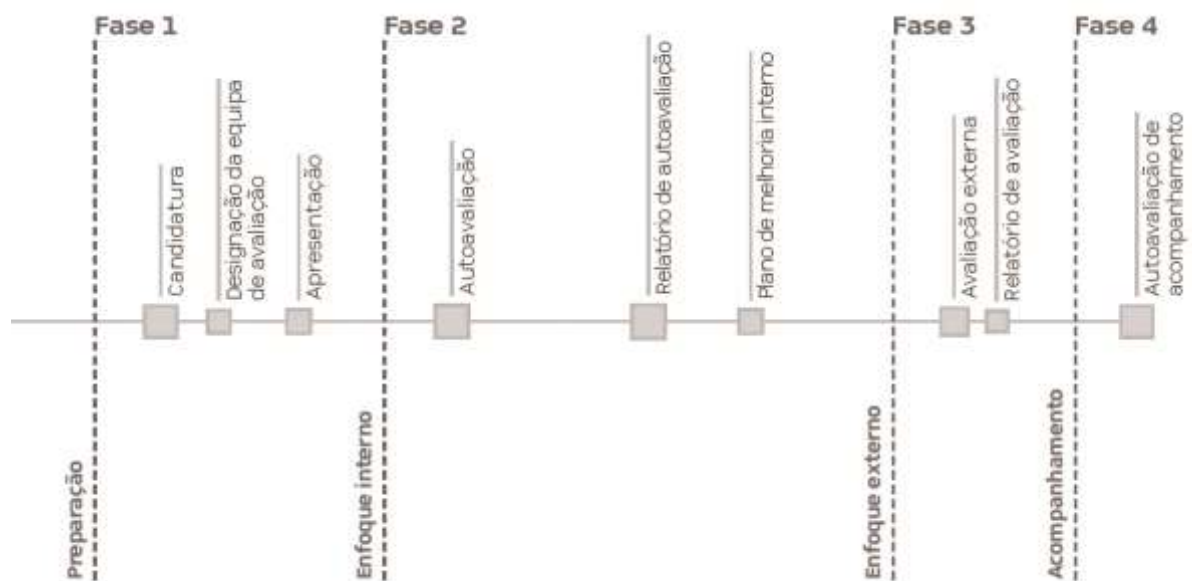 Fase 1
Fase 2
Fase 3
Fase 4
Candidatura
Designação da equipa
de avaliação
Apresentação
Autoavaliação
Relatório de autoavaliação
Plano de melhoria interno
Avaliação externa
Relatório de avaliação
Autoavaliação de
acompanhamento
Preparação
Enfoque interno
Enfoque externo
Acompanhamento